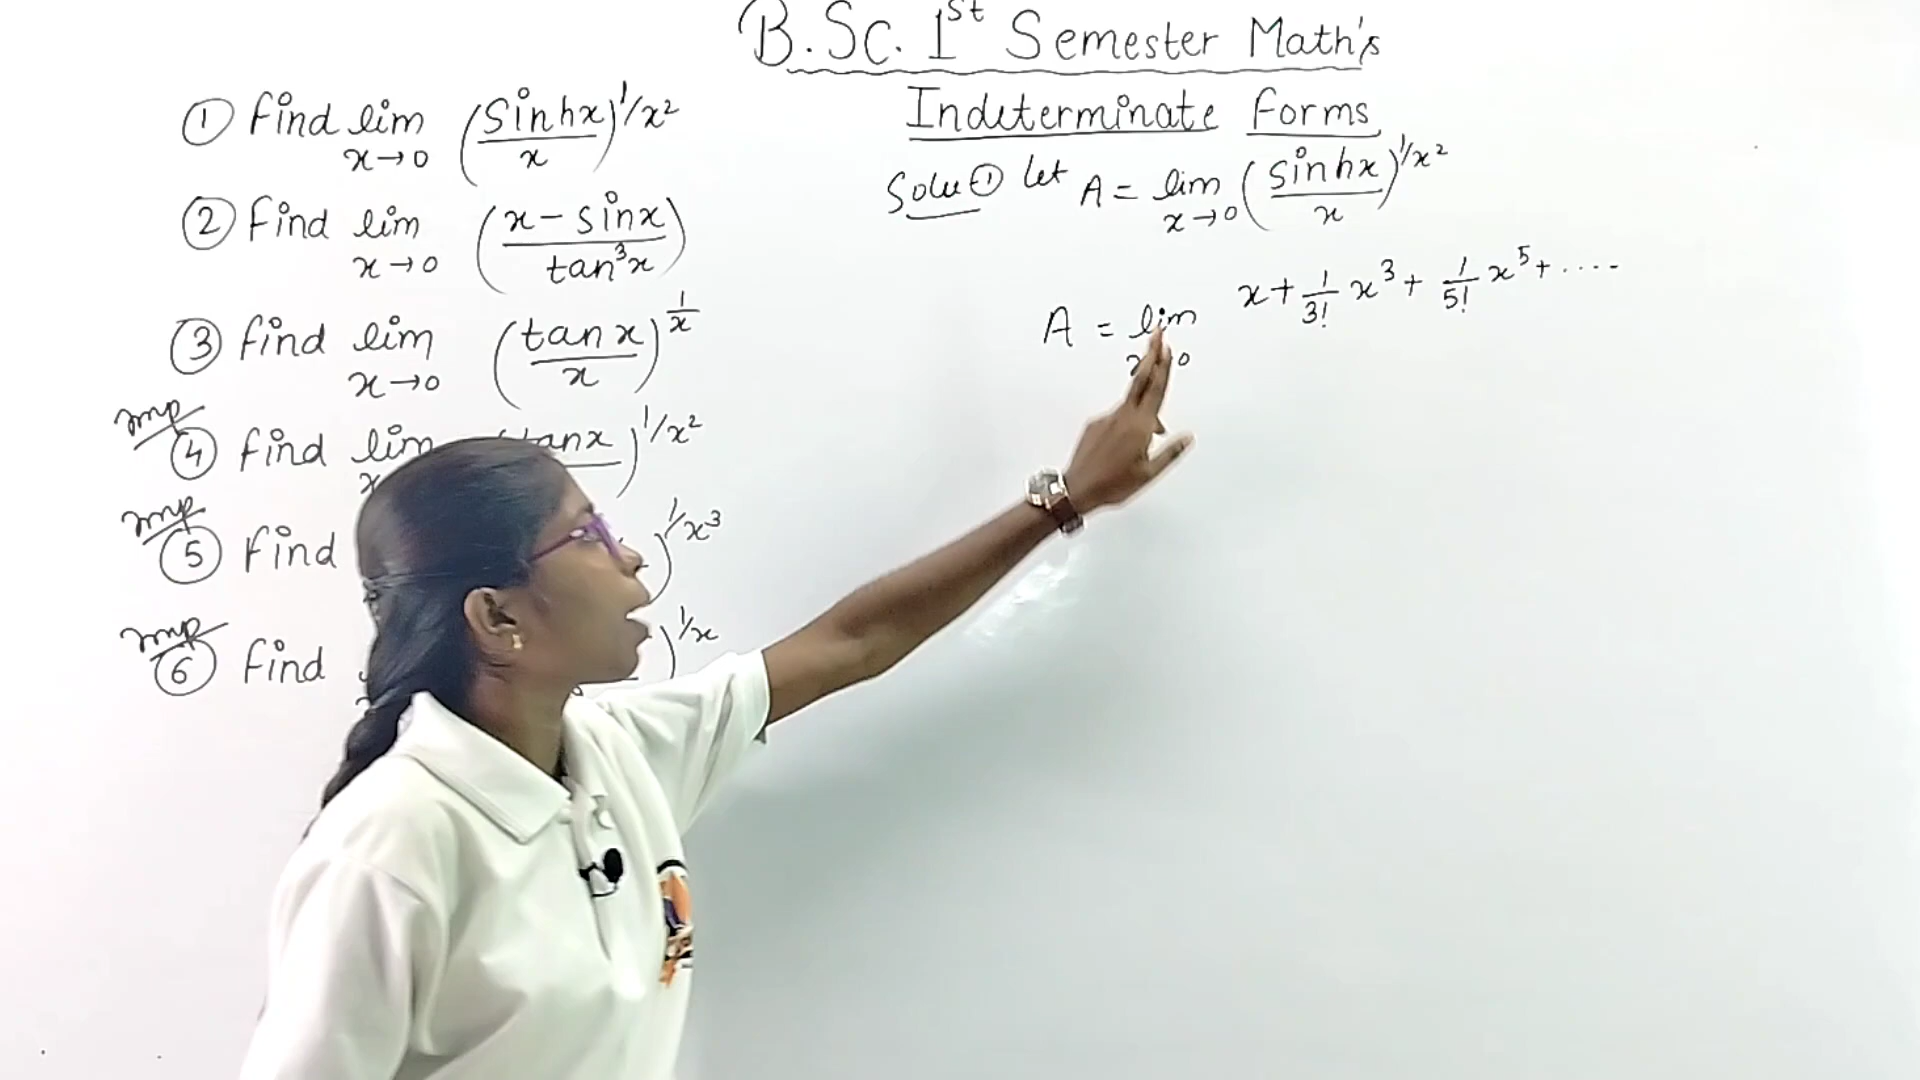 B.Sc. 1st Semester Math's
Indeterminate Forms
① Find lim x→0 (Sinhx/x)^1/x²
② Find lim x→0 (x - sinx/tan³x)
③ Find lim x→0 (tanx/x)^1/x
Imp ④ Find lim x (tanx)^1/x²
Imp ⑤ Find )^1/x³
Imp ⑥ Find )^1/x
Solu ① let A = lim x→0 (sinhx/x)^1/x²
A = lim x→0 x + 1/3! x³ + 1/5! x⁵ + ....